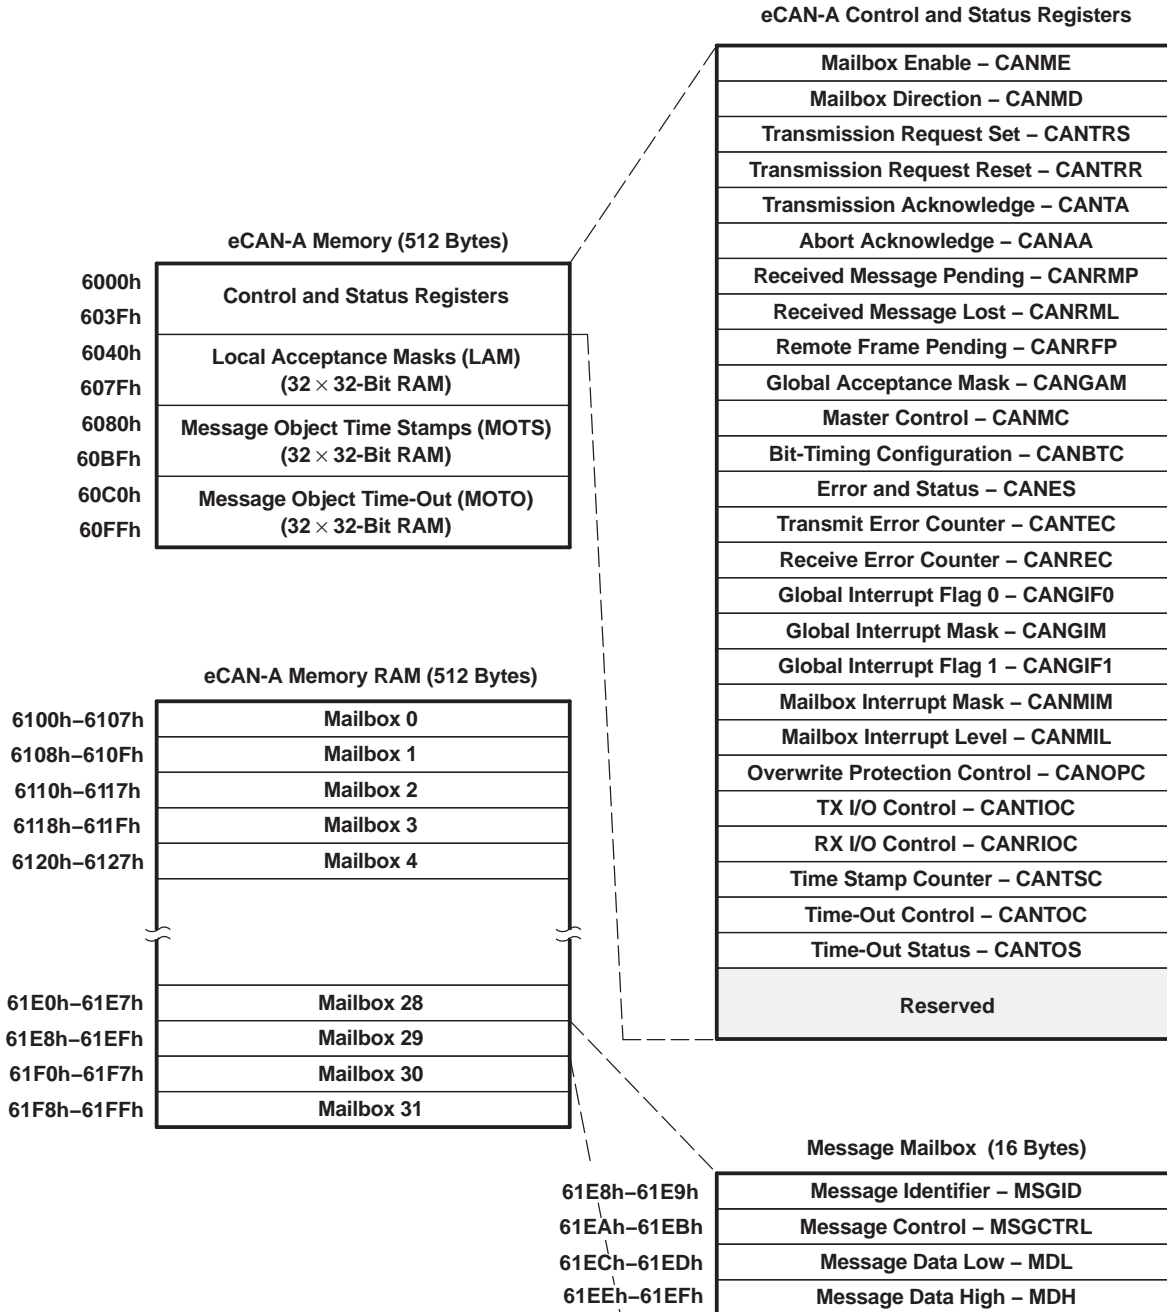 eCAN-A Control and Status Registers
Mailbox Enable – CANME
Mailbox Direction – CANMD
Transmission Request Set – CANTRS
Transmission Request Reset – CANTRR
Transmission Acknowledge – CANTA
Abort Acknowledge – CANAA
Received Message Pending – CANRMP
Received Message Lost – CANRML
Remote Frame Pending – CANRFP
Global Acceptance Mask – CANGAM
Master Control – CANMC
Bit-Timing Configuration – CANBTC
Error and Status – CANES
Transmit Error Counter – CANTEC
Receive Error Counter – CANREC
Global Interrupt Flag 0 – CANGIF0
Global Interrupt Mask – CANGIM
Global Interrupt Flag 1 – CANGIF1
Mailbox Interrupt Mask – CANMIM
Mailbox Interrupt Level – CANMIL
Overwrite Protection Control – CANOPC
TX I/O Control – CANTIOC
RX I/O Control – CANRIOC
Time Stamp Counter – CANTSC
Time-Out Control – CANTOC
Time-Out Status – CANTOS
Reserved
eCAN-A Memory (512 Bytes)
6000h
Control and Status Registers
603Fh
6040h
Local Acceptance Masks (LAM)
(32 × 32-Bit RAM)
607Fh
6080h
Message Object Time Stamps (MOTS)
(32 × 32-Bit RAM)
60BFh
60C0h
Message Object Time-Out (MOTO)
(32 × 32-Bit RAM)
60FFh
eCAN-A Memory RAM (512 Bytes)
6100h–6107h Mailbox 0
6108h–610Fh Mailbox 1
6110h–6117h Mailbox 2
6118h–611Fh Mailbox 3
6120h–6127h Mailbox 4
61E0h–61E7h Mailbox 28
61E8h–61EFh Mailbox 29
61F0h–61F7h Mailbox 30
61F8h–61FFh Mailbox 31
Message Mailbox (16 Bytes)
61E8h–61E9h Message Identifier – MSGID
61EAh–61EBh Message Control – MSGCTRL
61ECh–61EDh Message Data Low – MDL
61EEh–61EFh Message Data High – MDH